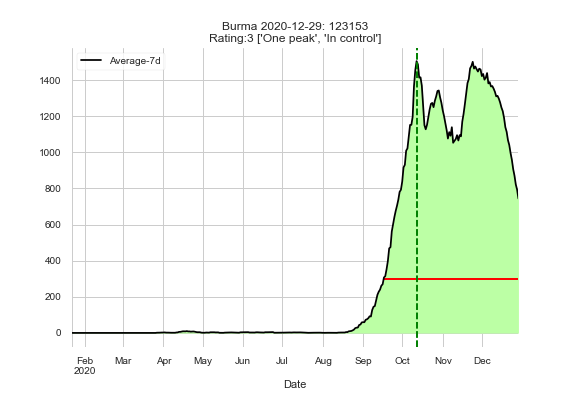 Burma 2020-12-29: 123153
Rating:3 ['One peak', 'In control']
Average-7d
1400
1200
1000
800
600
400
200
0
Feb Mar Apr May Jun Jul Aug Sep Oct Nov Dec
2020
Date